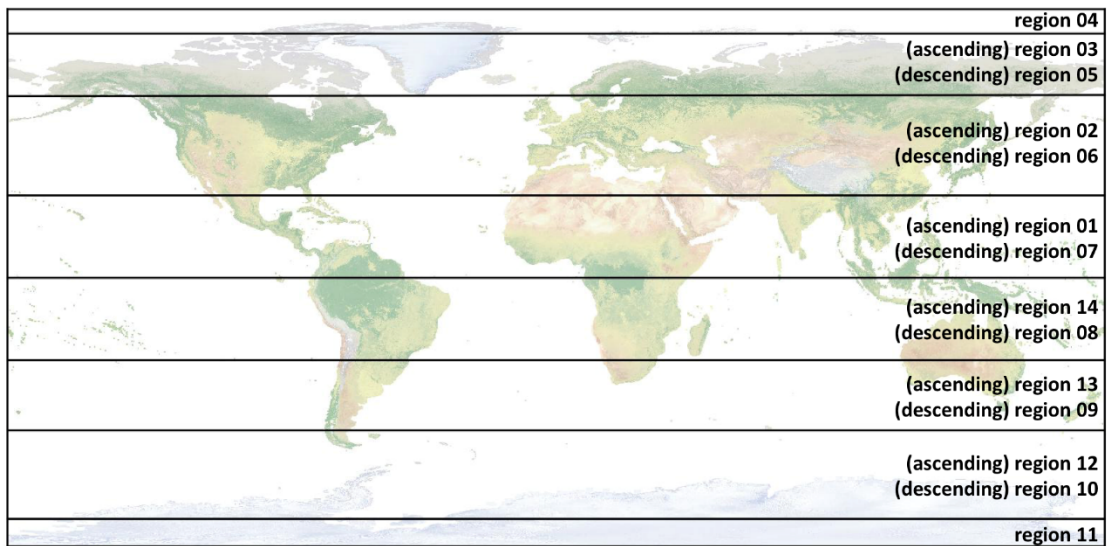 region 04
(ascending) region 03
(descending) region 05
(ascending) region 02
(descending) region 06
(ascending) region 01
(descending) region 07
(ascending) region 14
(descending) region 08
(ascending) region 13
(descending) region 09
(ascending) region 12
(descending) region 10
region 11